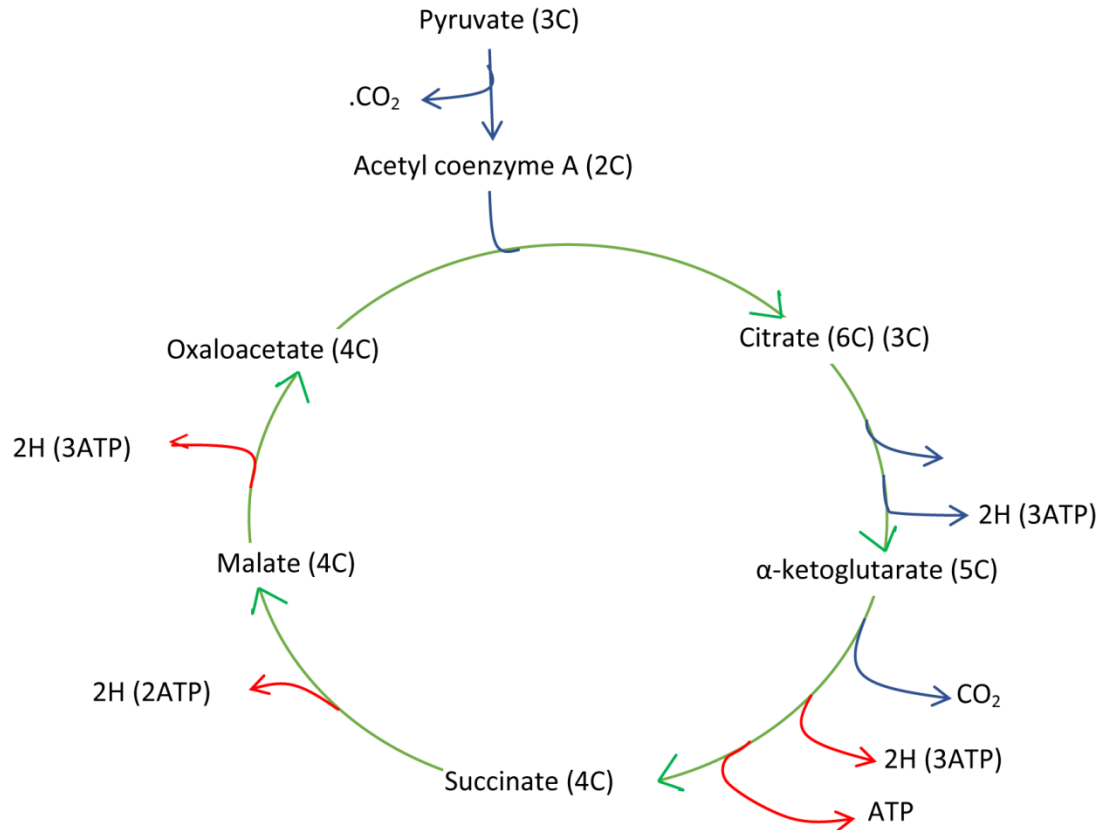 Pyruvate (3C)
.CO₂
Acetyl coenzyme A (2C)
Oxaloacetate (4C)
Citrate (6C) (3C)
2H (3ATP)
2H (3ATP)
Malate (4C)
α-ketoglutarate (5C)
2H (2ATP)
CO₂
2H (3ATP)
Succinate (4C)
ATP